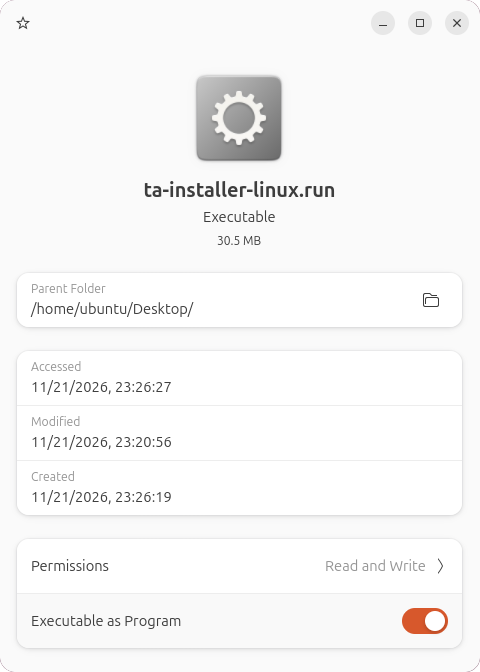 ta-installer-linux.run
Executable
30.5 MB
Parent Folder
/home/ubuntu/Desktop/
Accessed
11/21/2026, 23:26:27
Modified
11/21/2026, 23:20:56
Created
11/21/2026, 23:26:19
Permissions Read and Write
Executable as Program